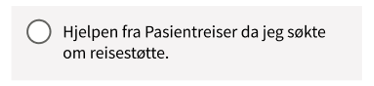 Hjelpen fra Pasientreiser da jeg søkte
om reisestøtte.